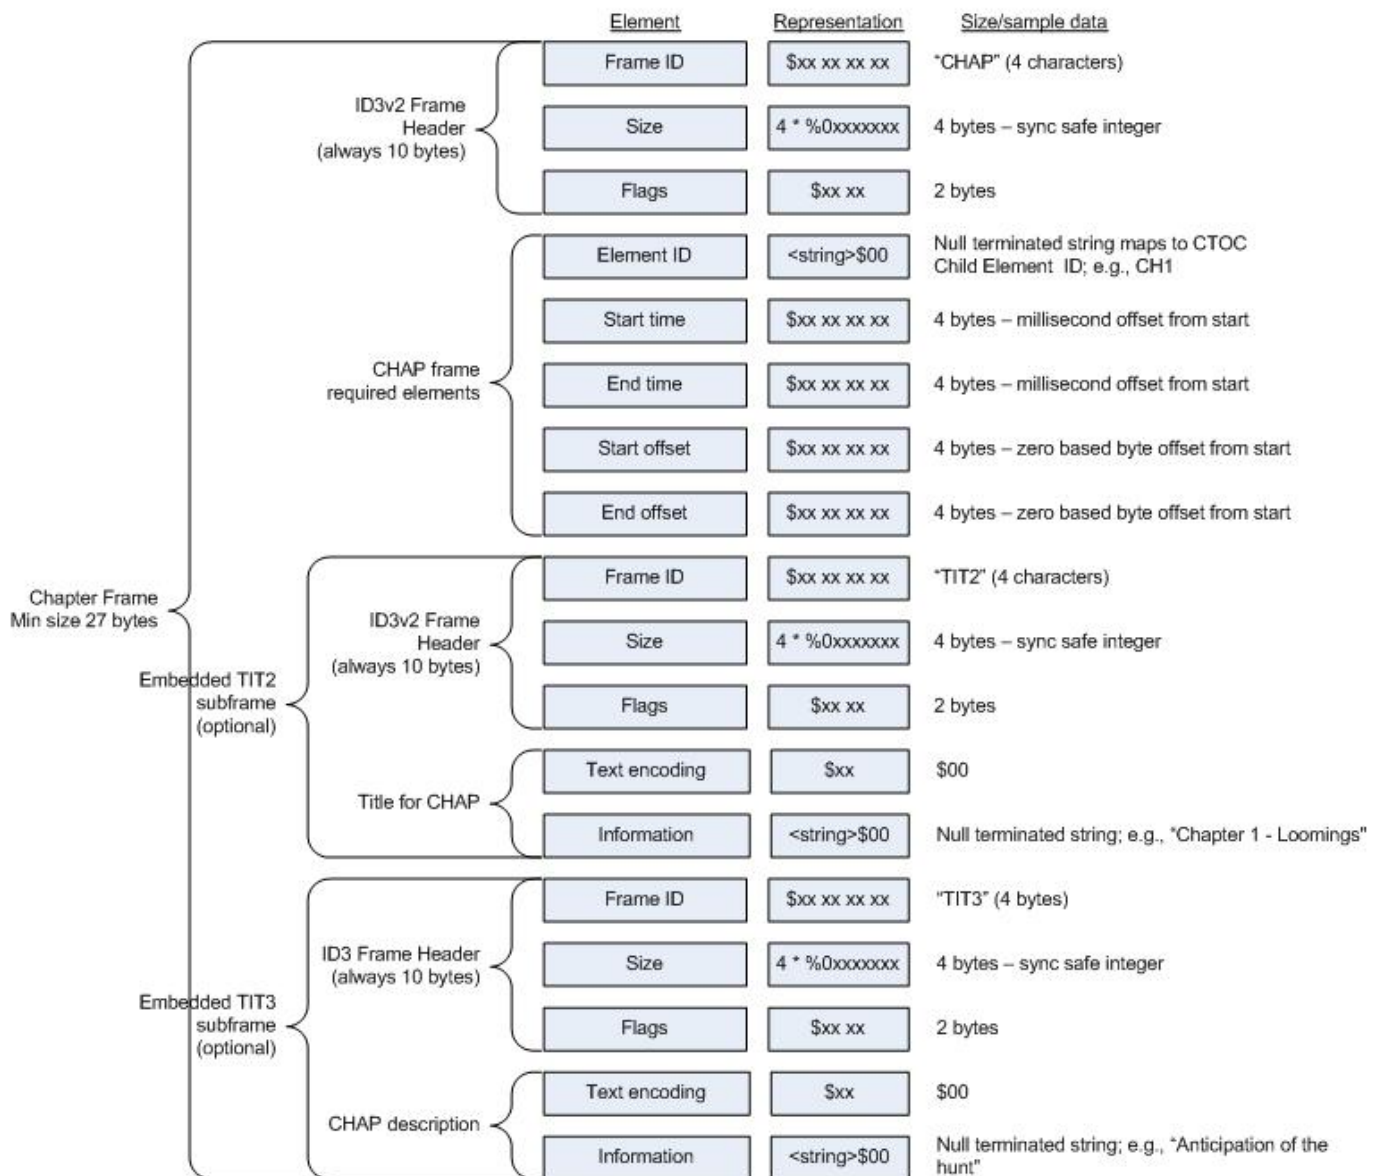 Element Representation Size/sample data
Frame ID $xx xx xx xx “CHAP” (4 characters)
ID3v2 Frame
Header
(always 10 bytes)
Size 4 * %0xxxxxxx 4 bytes – sync safe integer
Flags $xx xx 2 bytes
Element ID <string>$00 Null terminated string maps to CTOC
Child Element ID; e.g., CH1
Start time $xx xx xx xx 4 bytes – millisecond offset from start
CHAP frame
required elements
End time $xx xx xx xx 4 bytes – millisecond offset from start
Start offset $xx xx xx xx 4 bytes – zero based byte offset from start
End offset $xx xx xx xx 4 bytes – zero based byte offset from start
Chapter Frame
Min size 27 bytes
Embedded TIT2
subframe
(optional)
Frame ID $xx xx xx xx “TIT2” (4 characters)
ID3v2 Frame
Header
(always 10 bytes)
Size 4 * %0xxxxxxx 4 bytes – sync safe integer
Flags $xx xx 2 bytes
Title for CHAP
Text encoding $xx $00
Information <string>$00 Null terminated string; e.g., “Chapter 1 - Loomings"
Embedded TIT3
subframe
(optional)
Frame ID $xx xx xx xx “TIT3” (4 bytes)
ID3 Frame Header
(always 10 bytes)
Size 4 * %0xxxxxxx 4 bytes – sync safe integer
Flags $xx xx 2 bytes
CHAP description
Text encoding $xx $00
Information <string>$00 Null terminated string; e.g., “Anticipation of the
hunt”